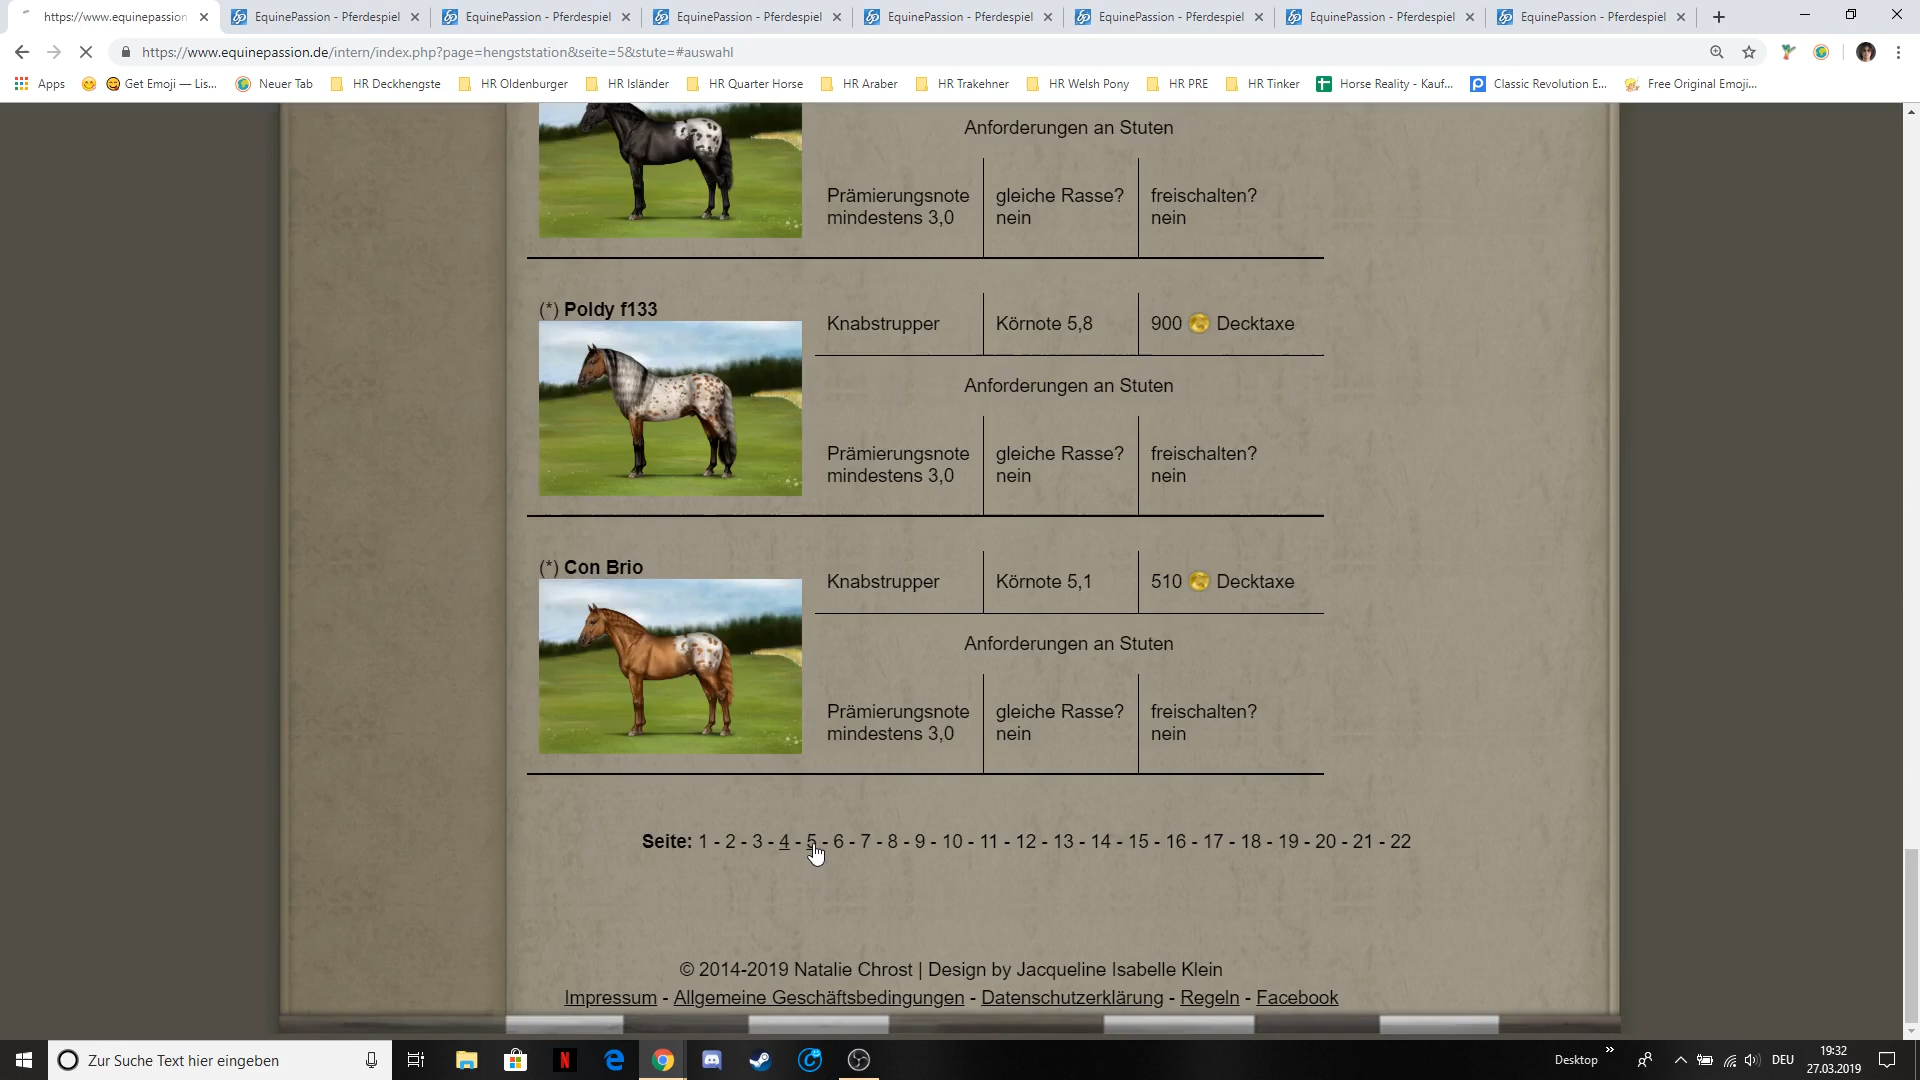 https://www.equinepassion
EquinePassion - Pferdespiel
EquinePassion - Pferdespiel
EquinePassion - Pferdespiel
EquinePassion - Pferdespiel
EquinePassion - Pferdespiel
EquinePassion - Pferdespiel
EquinePassion - Pferdespiel
https://www.equinepassion.de/intern/index.php?page=hengststation&seite=5&stute=#auswahl
Apps
Get Emoji — Lis...
Neuer Tab
HR Deckhengste
HR Oldenburger
HR Isländer
HR Quarter Horse
HR Araber
HR Trakehner
HR Welsh Pony
HR PRE
HR Tinker
Horse Reality - Kauf...
Classic Revolution E...
Free Original Emoji...
Anforderungen an Stuten
Prämierungsnote gleiche Rasse? freischalten?
mindestens 3,0 nein nein
(*) Poldy f133
Knabstrupper Körnote 5,8 900 Decktaxe
Anforderungen an Stuten
Prämierungsnote gleiche Rasse? freischalten?
mindestens 3,0 nein nein
(*) Con Brio
Knabstrupper Körnote 5,1 510 Decktaxe
Anforderungen an Stuten
Prämierungsnote gleiche Rasse? freischalten?
mindestens 3,0 nein nein
Seite: 1 - 2 - 3 - 4 - 5 - 6 - 7 - 8 - 9 - 10 - 11 - 12 - 13 - 14 - 15 - 16 - 17 - 18 - 19 - 20 - 21 - 22
© 2014-2019 Natalie Chrost | Design by Jacqueline Isabelle Klein
Impressum - Allgemeine Geschäftsbedingungen - Datenschutzerklärung - Regeln - Facebook
Zur Suche Text hier eingeben
Desktop
DEU
19:32
27.03.2019